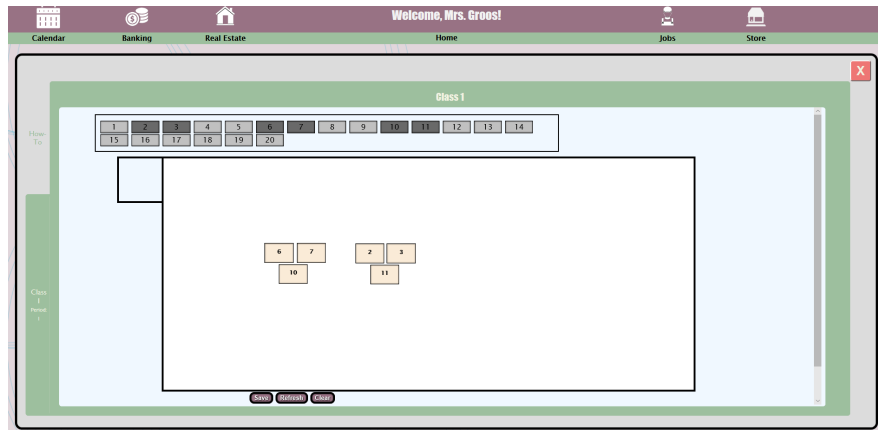 Welcome, Mrs. Groos!
Calendar Banking Real Estate Home Jobs Store
X
Class 1
How-To
1 2 3 4 5 6 7 8 9 10 11 12 13 14
15 16 17 18 19 20
6 7 2 3
10 11
Class
1
Period
1
Save Refresh Clear